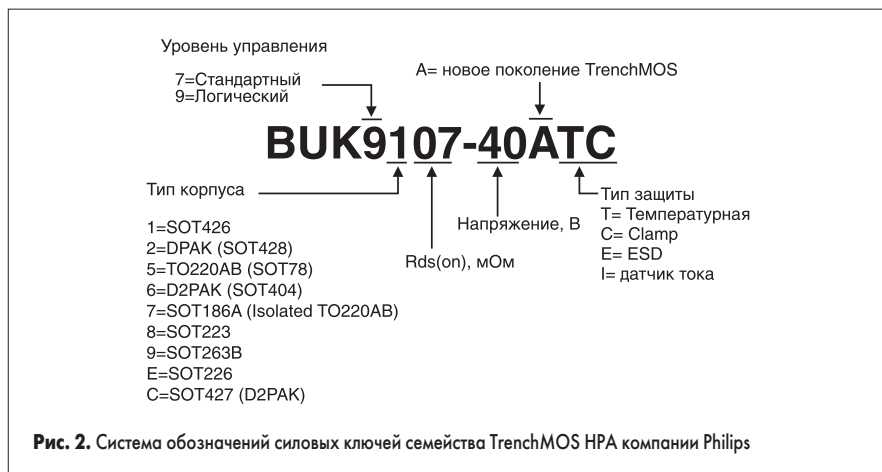 Уровень управления
7=Стандартный
9=Логический
A= новое поколение TrenchMOS
BUK9107-40ATC
Тип корпуса
1=SOT426
2=DPAK (SOT428)
5=TO220AB (SOT78)
6=D2PAK (SOT404)
7=SOT186A (Isolated TO220AB)
8=SOT223
9=SOT263B
E=SOT226
C=SOT427 (D2PAK)
Rds(on), мОм
Напряжение, В
Тип защиты
T= Температурная
C= Clamp
E= ESD
I= датчик тока
Рис. 2. Система обозначений силовых ключей семейства TrenchMOS HPA компании Philips